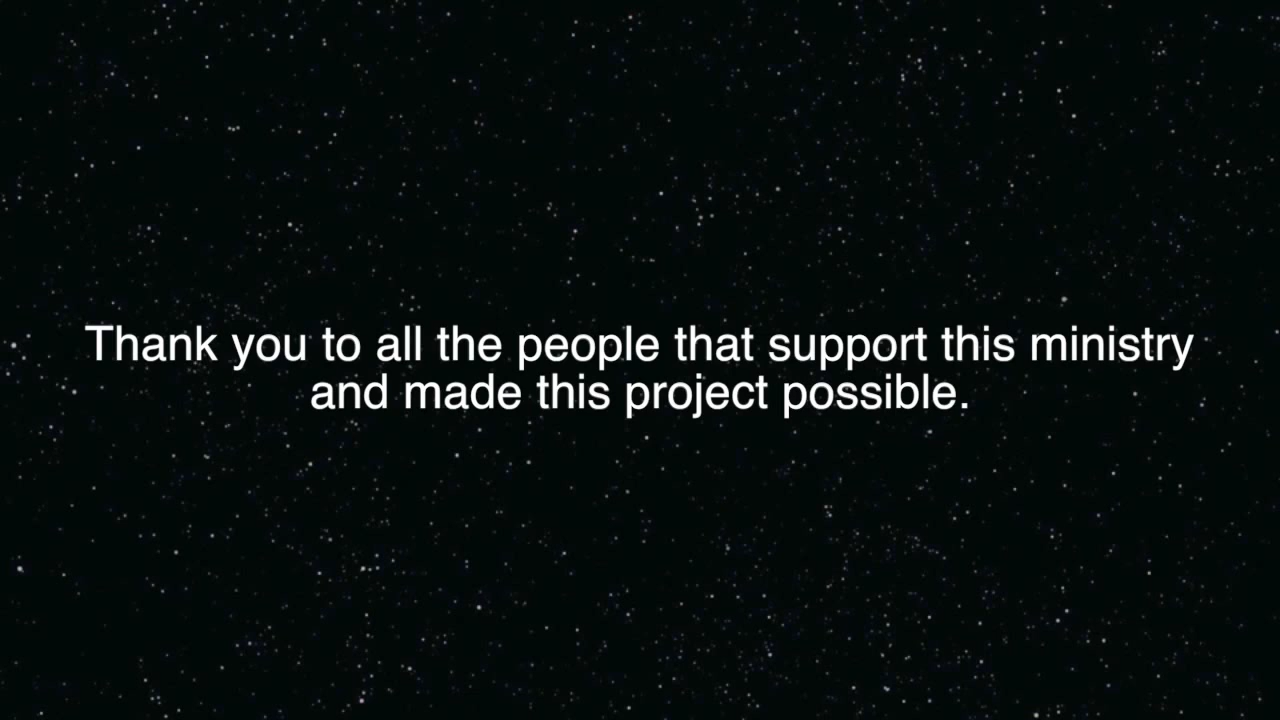 Thank you to all the people that support this ministry
and made this project possible.